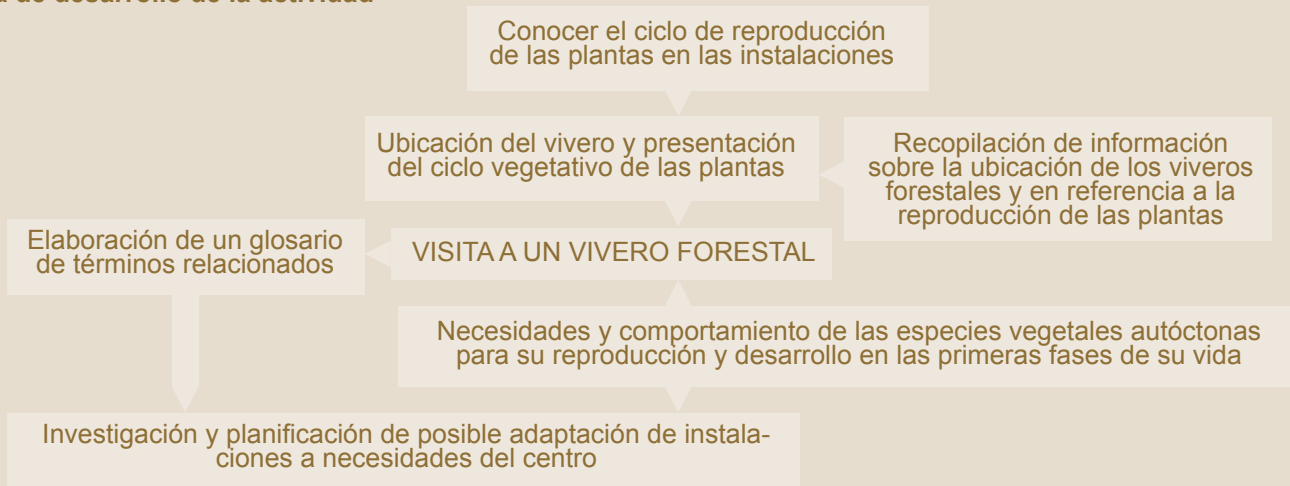 de desarrollo de la actividad
Conocer el ciclo de reproducción
de las plantas en las instalaciones
Ubicación del vivero y presentación
del ciclo vegetativo de las plantas
Recopilación de información
sobre la ubicación de los viveros
forestales y en referencia a la
reproducción de las plantas
Elaboración de un glosario
de términos relacionados
VISITA A UN VIVERO FORESTAL
Necesidades y comportamiento de las especies vegetales autóctonas
para su reproducción y desarrollo en las primeras fases de su vida
Investigación y planificación de posible adaptación de instala-
ciones a necesidades del centro